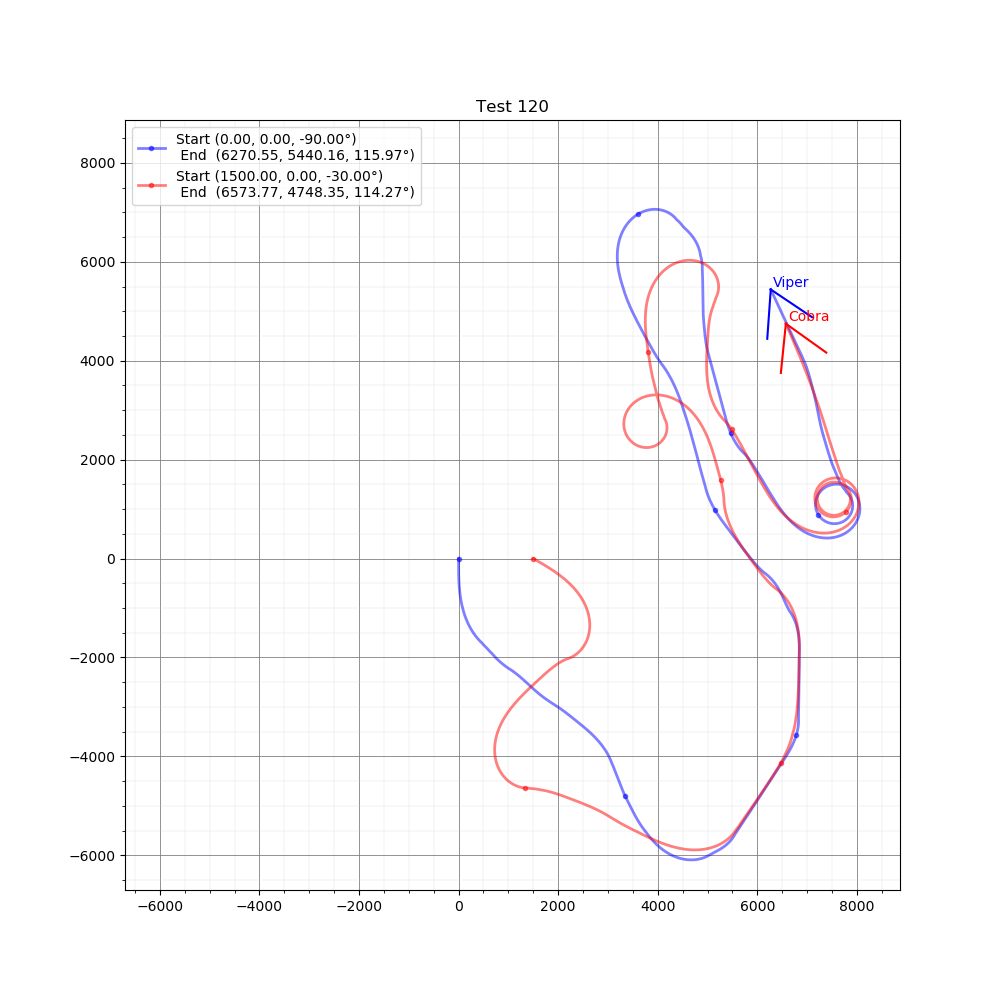 Test 120
Start (0.00, 0.00, -90.00°)
End  (6270.55, 5440.16, 115.97°)
Start (1500.00, 0.00, -30.00°)
End  (6573.77, 4748.35, 114.27°)
Viper
Cobra
8000
6000
4000
2000
0
−2000
−4000
−6000
−6000 −4000 −2000 0 2000 4000 6000 8000